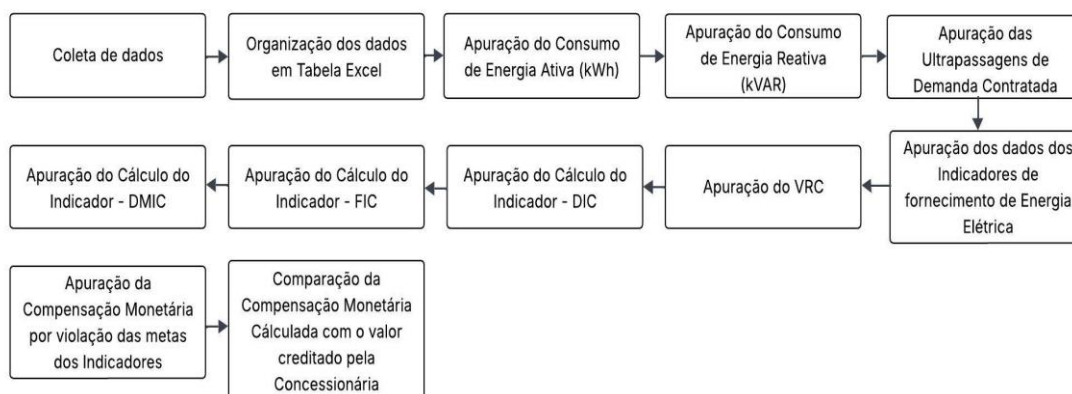 Coleta de dados
Organização dos dados
em Tabela Excel
Apuração do Consumo
de Energia Ativa (kWh)
Apuração do Consumo
de Energia Reativa
(kVAR)
Apuração das
Ultrapassagens de
Demanda Contratada
Apuração dos dados dos
Indicadores de
fornecimento de Energia
Elétrica
Apuração do VRC
Apuração do Cálculo do
Indicador - DIC
Apuração do Cálculo do
Indicador - FIC
Apuração do Cálculo do
Indicador - DMIC
Apuração da
Compensação Monetária
por violação das metas
dos Indicadores
Comparação da
Compensação Monetária
Cálculada com o valor
creditado pela
Concessionária